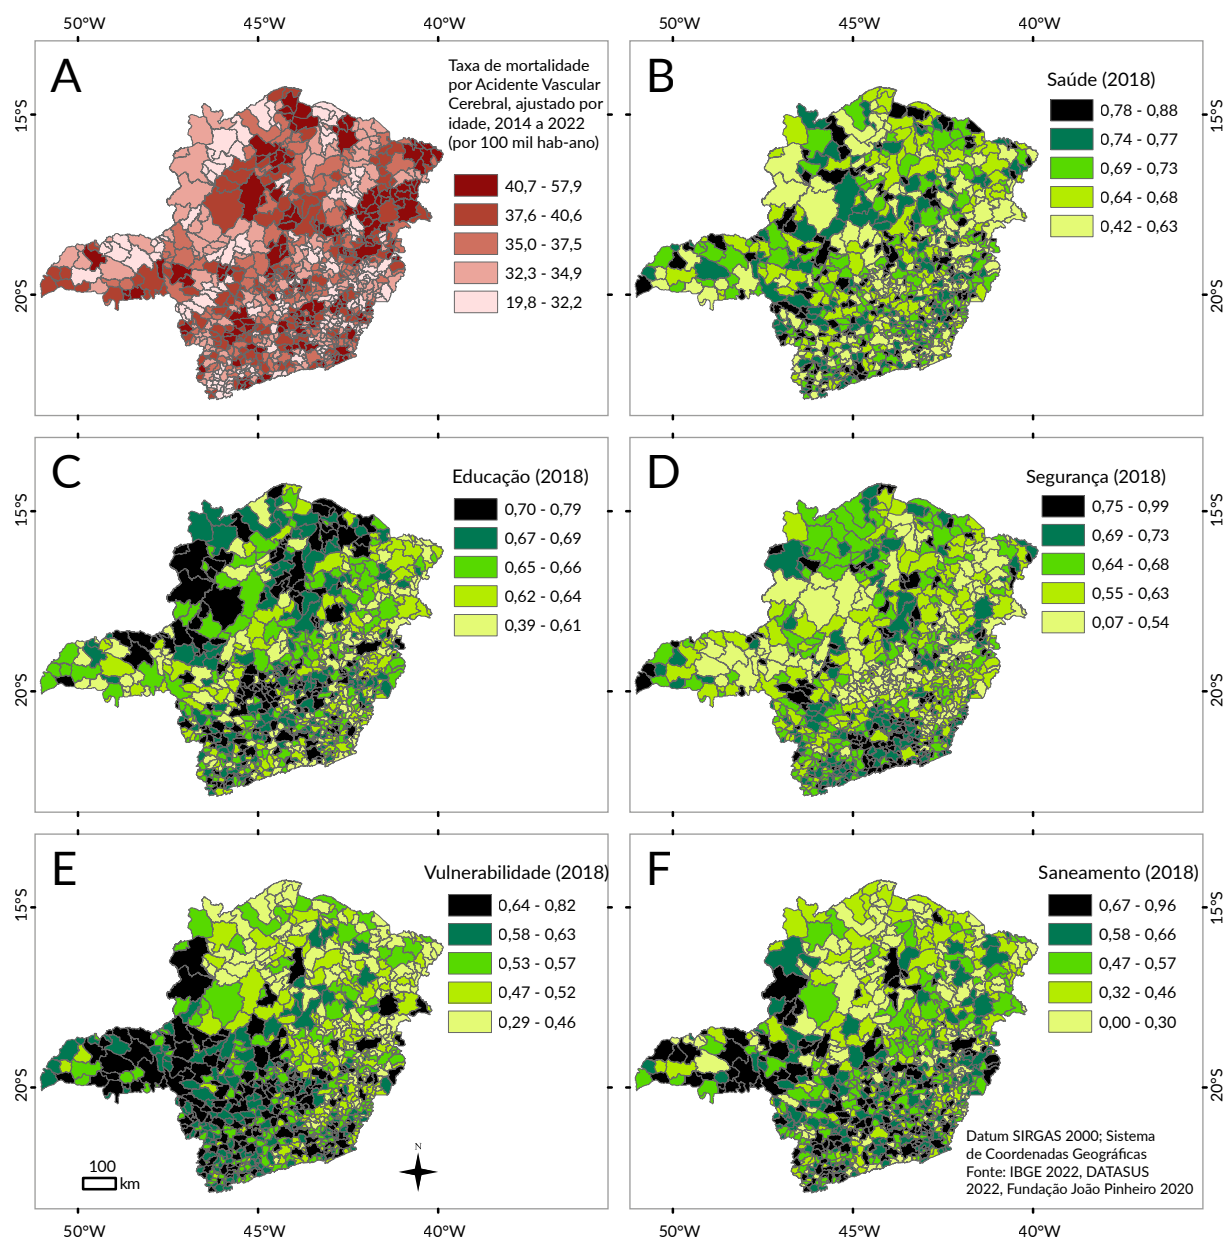 50°W 45°W 40°W 50°W 45°W 40°W
A
Taxa de mortalidade
por Acidente Vascular
Cerebral, ajustado por
idade, 2014 a 2022
(por 100 mil hab-ano)
40,7 - 57,9
37,6 - 40,6
35,0 - 37,5
32,3 - 34,9
19,8 - 32,2
15°S
20°S
B
Saúde (2018)
0,78 - 0,88
0,74 - 0,77
0,69 - 0,73
0,64 - 0,68
0,42 - 0,63
15°S
20°S
C
Educação (2018)
0,70 - 0,79
0,67 - 0,69
0,65 - 0,66
0,62 - 0,64
0,39 - 0,61
15°S
20°S
D
Segurança (2018)
0,75 - 0,99
0,69 - 0,73
0,64 - 0,68
0,55 - 0,63
0,07 - 0,54
15°S
20°S
E
Vulnerabilidade (2018)
0,64 - 0,82
0,58 - 0,63
0,53 - 0,57
0,47 - 0,52
0,29 - 0,46
15°S
20°S
100
km
N
F
Saneamento (2018)
0,67 - 0,96
0,58 - 0,66
0,47 - 0,57
0,32 - 0,46
0,00 - 0,30
15°S
20°S
Datum SIRGAS 2000; Sistema
de Coordenadas Geográficas
Fonte: IBGE 2022, DATASUS
2022, Fundação João Pinheiro 2020
50°W 45°W 40°W 50°W 45°W 40°W